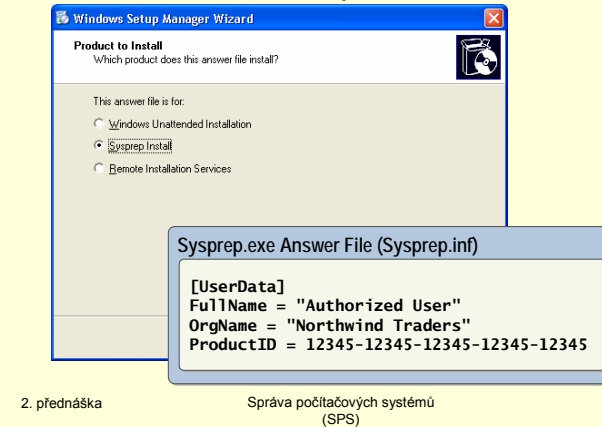 Windows Setup Manager Wizard
Product to Install
Which product does this answer file install?
This answer file is for:
Windows Unattended Installation
Sysprep Install
Remote Installation Services
Sysprep.exe Answer File (Sysprep.inf)
[UserData]
FullName = "Authorized User"
OrgName = "Northwind Traders"
ProductID = 12345-12345-12345-12345-12345
2. přednáška
Správa počítačových systémů
(SPS)